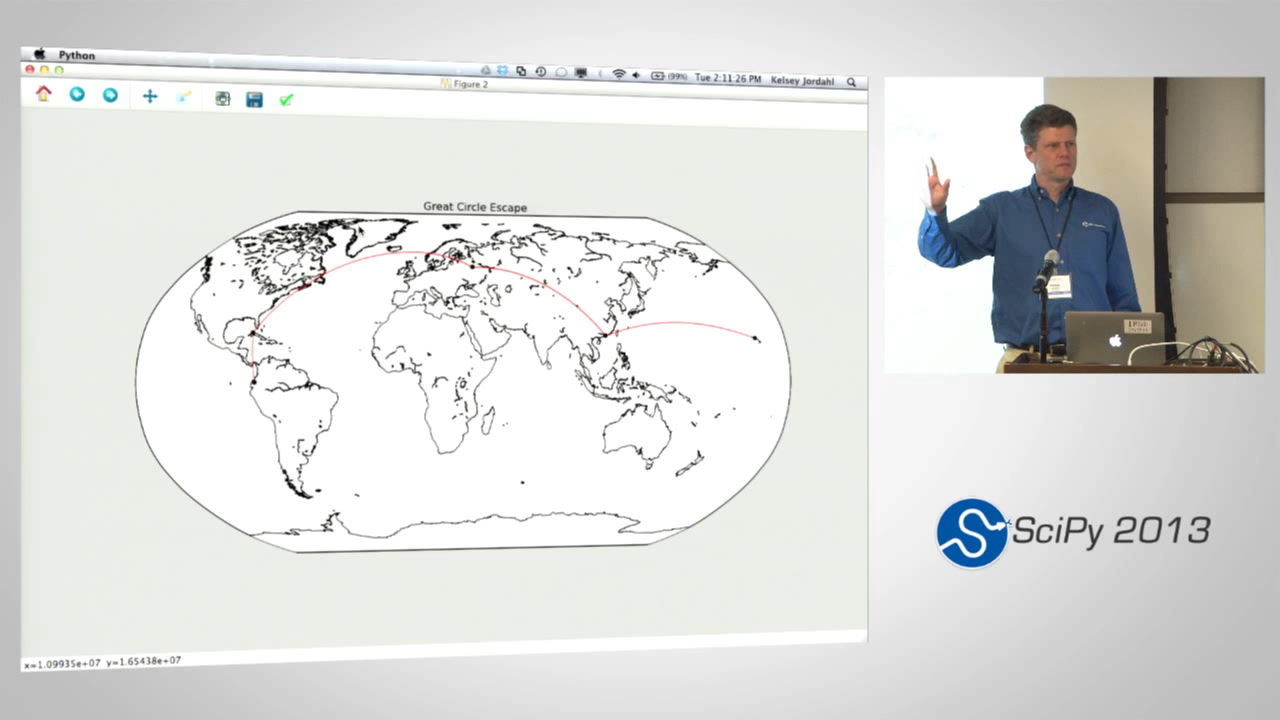 Python
(99%) Tue 2:11:26 PM Kelsey Jordahl
Figure 2
Great Circle Escape
x=1.09935e+07 y=1.65438e+07
SciPy 2013